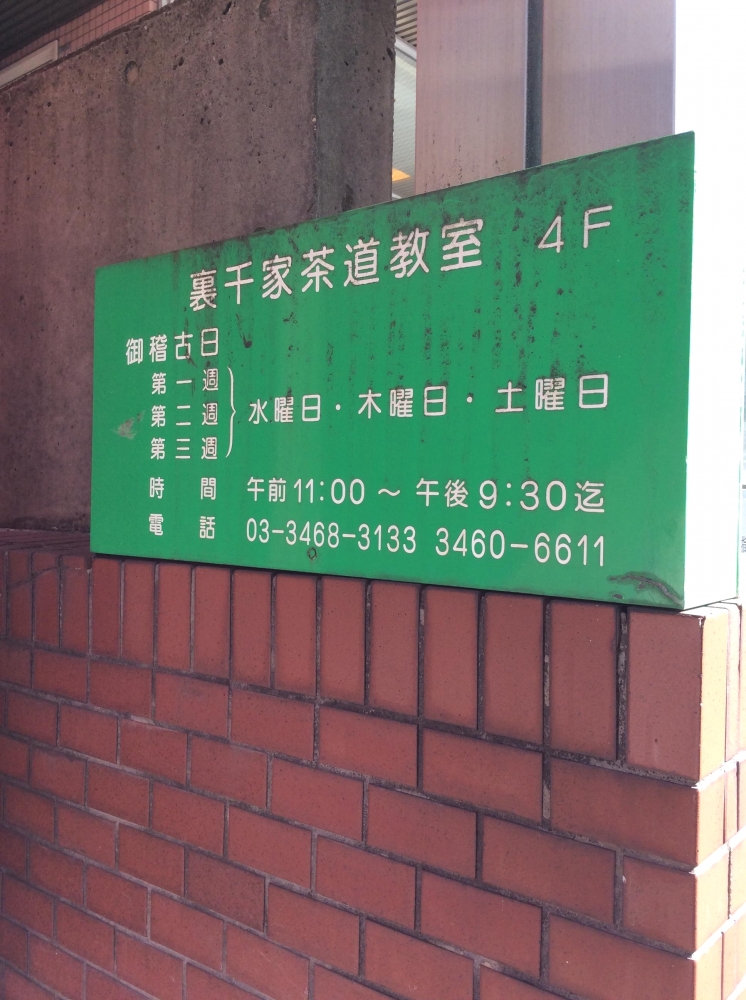 裏千家茶道教室 4F
御稽古日
第一週
第二週 水曜日・木曜日・土曜日
第三週
時間 午前11:00～午後9:30迄
電話 03-3468-3133 3460-6611